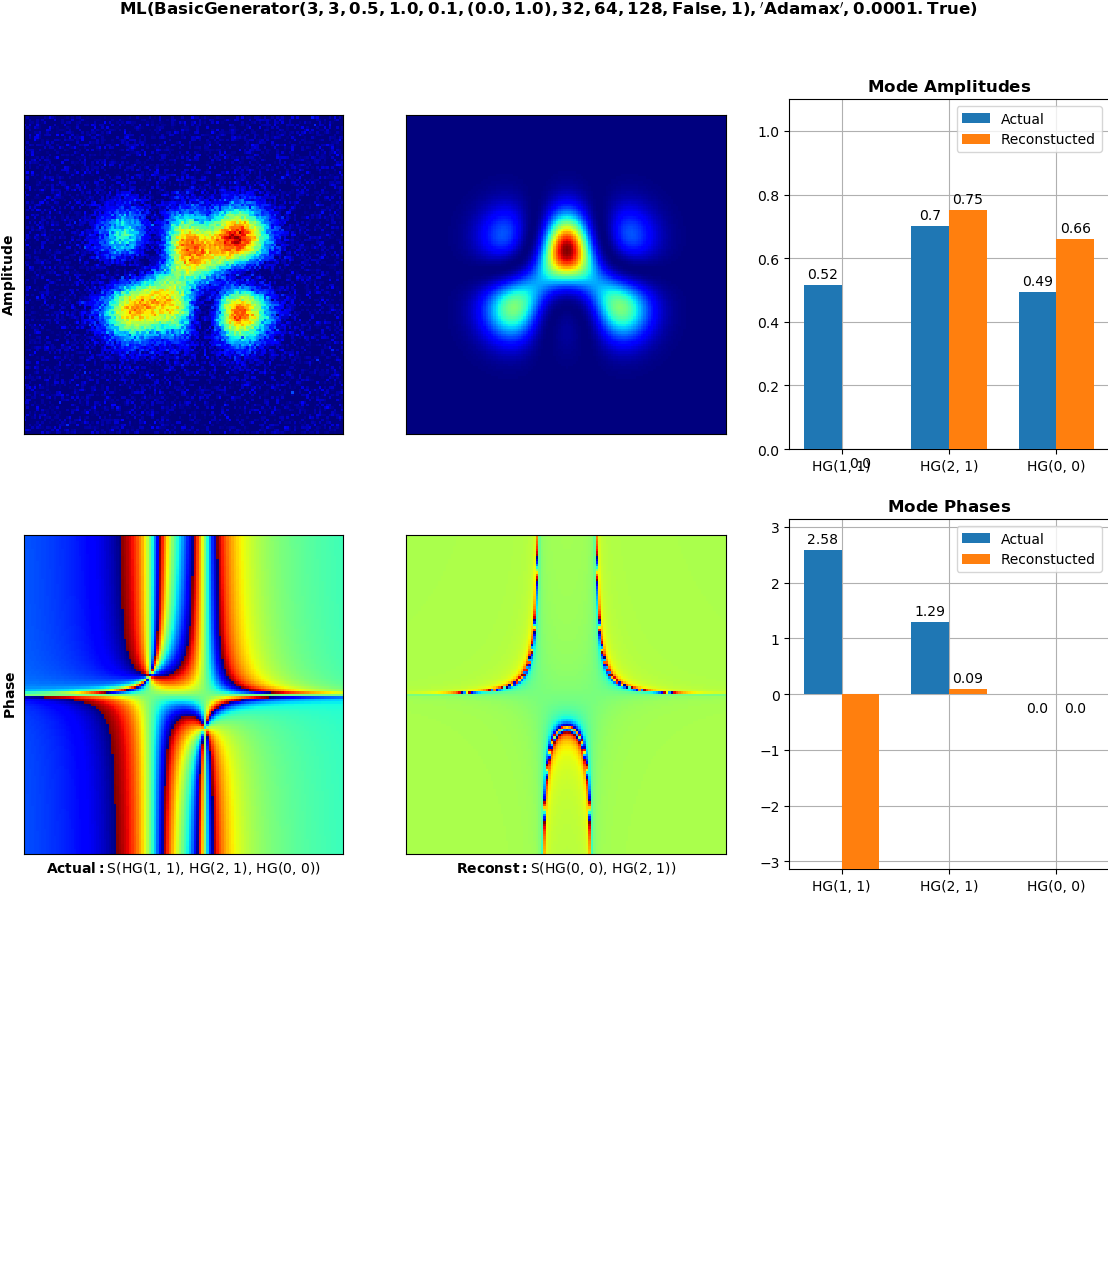 ML(BasicGenerator(3, 3, 0.5, 1.0, 0.1, (0.0, 1.0), 32, 64, 128, False, 1), ′Adamax′, 0.0001. True)
Amplitude
Mode Amplitudes
Actual
Reconstucted
1.0
0.8
0.6
0.4
0.2
0.0
0.52
0.0
0.7
0.75
0.49
0.66
HG(1, 1)
HG(2, 1)
HG(0, 0)
Phase
Actual: S(HG(1, 1), HG(2, 1), HG(0, 0))
Reconst: S(HG(0, 0), HG(2, 1))
Mode Phases
Actual
Reconstucted
3
2
1
0
−1
−2
−3
2.58
1.29
0.09
0.0
0.0
HG(1, 1)
HG(2, 1)
HG(0, 0)